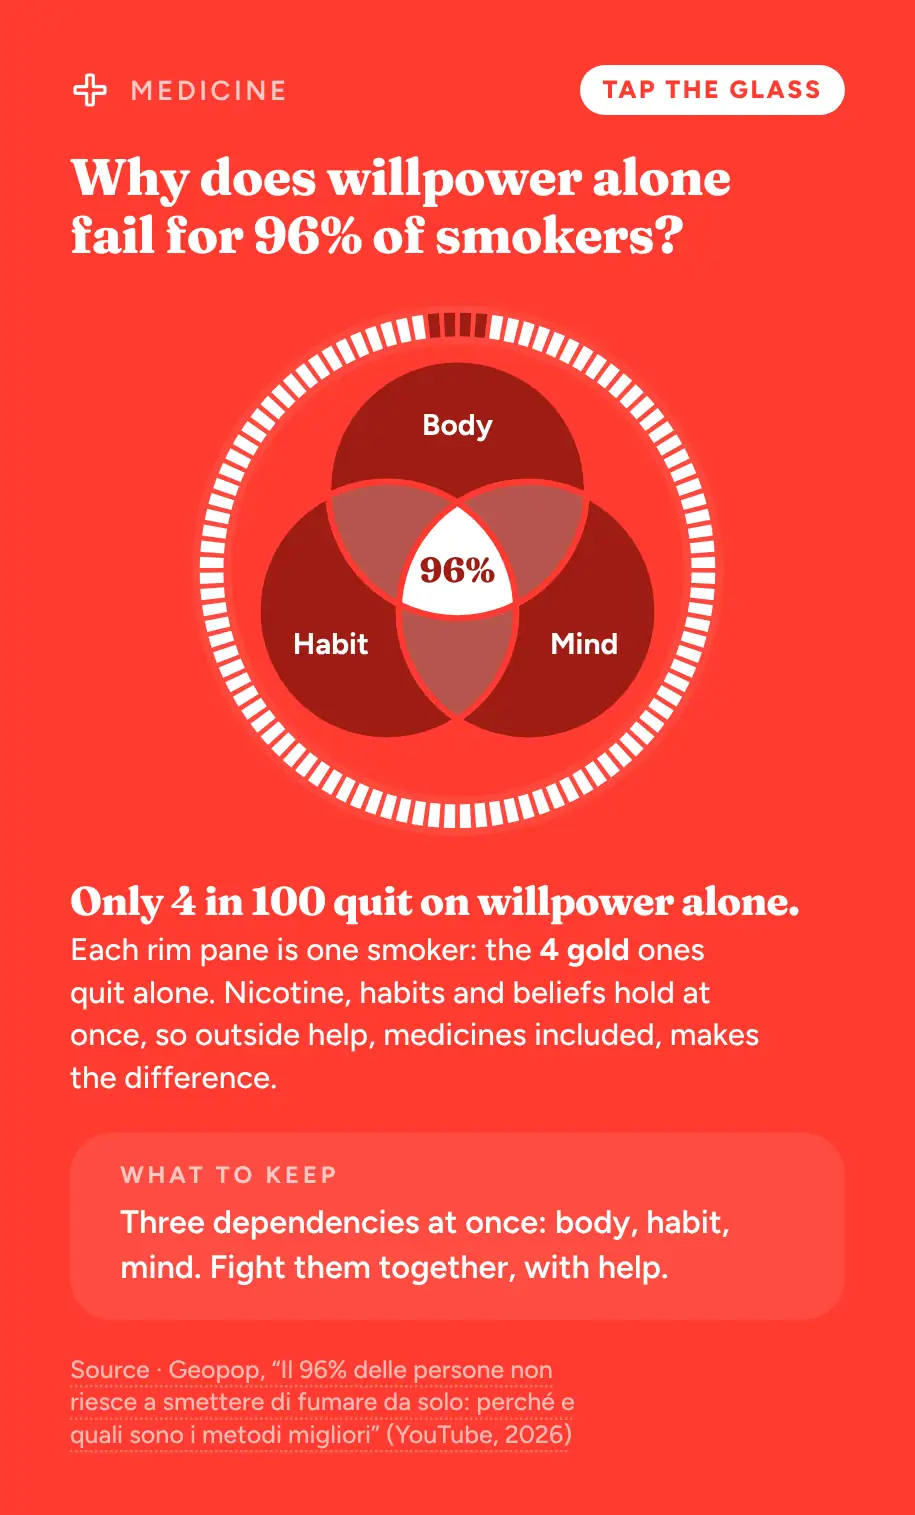 MEDICINE
TAP THE GLASS
Why does willpower alone
fail for 96% of smokers?
Body
96%
Habit
Mind
Only 4 in 100 quit on willpower alone.
Each rim pane is one smoker: the 4 gold ones
quit alone. Nicotine, habits and beliefs hold at
once, so outside help, medicines included, makes
the difference.
WHAT TO KEEP
Three dependencies at once: body, habit,
mind. Fight them together, with help.
Source · Geopop, “Il 96% delle persone non
riesce a smettere di fumare da solo: perché e
quali sono i metodi migliori” (YouTube, 2026)